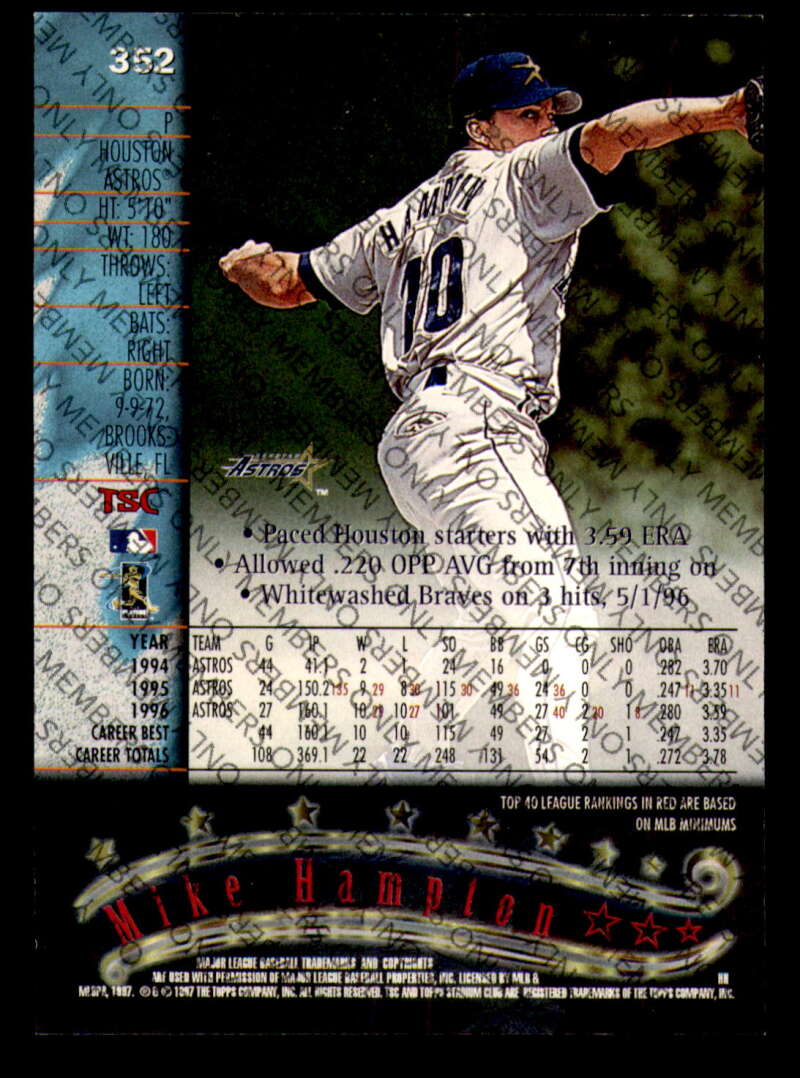 352
P
HOUSTON
ASTROS®
HT: 5'10"
WT: 180
THROWS:
LEFT
BATS:
RIGHT
BORN:
9-9-72,
BROOKS-
VILLE, FL
TSC
HAMPTON
10
ASTROS
™
• Paced Houston starters with 3.59 ERA
• Allowed .220 OPP AVG from 7th inning on
• Whitewashed Braves on 3 hits, 5/1/96
YEAR TEAM G IP W L SO BB GS CG SHO OBA ERA
1994 ASTROS 44 41.1 2 1 24 16 0 0 0 .282 3.70
1995 ASTROS 24 150.2 35 9 29 8 30 115 30 49 36 24 36 0 0 .247 11 3.35 11
1996 ASTROS 27 160.1 10 10 27 101 49 27 40 2 1 8 .280 3.59
CAREER BEST 44 160.1 10 10 115 49 27 2 1 .247 3.35
CAREER TOTALS 108 369.1 22 22 248 131 54 2 1 .272 3.78
TOP 40 LEAGUE RANKINGS IN RED ARE BASED
ON MLB MINIMUMS
Mike Hampton
MAJOR LEAGUE BASEBALL TRADEMARKS AND COPYRIGHTS
ARE USED WITH PERMISSION OF MAJOR LEAGUE BASEBALL PROPERTIES, INC. LICENSED BY MLB &
MLBPA, 1997. ® & © 1997 THE TOPPS COMPANY, INC. ALL RIGHTS RESERVED. TSC AND TOPPS STADIUM CLUB ARE REGISTERED TRADEMARKS OF THE TOPPS COMPANY, INC.
MEMBERS ONLY